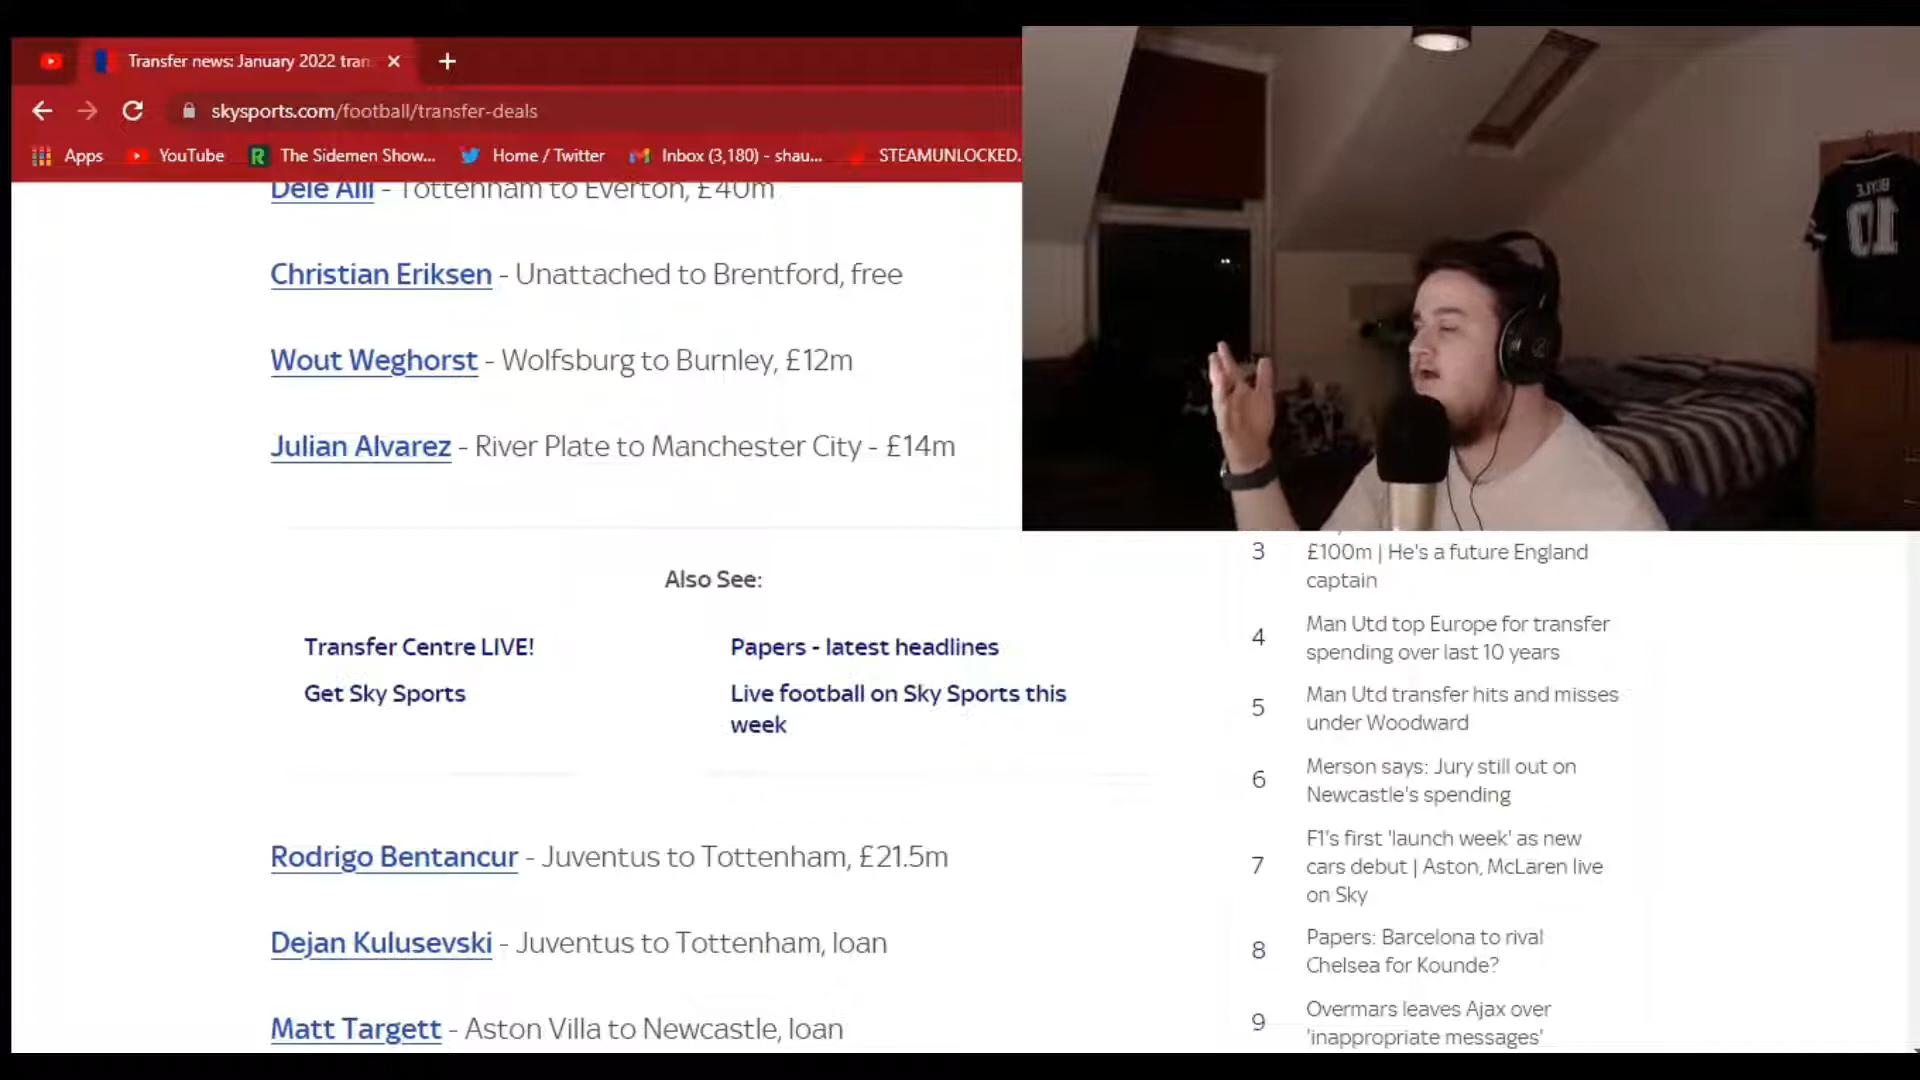 Transfer news: January 2022 tran
skysports.com/football/transfer-deals
Apps
YouTube
The Sidemen Show...
Home / Twitter
Inbox (3,180) - shau...
STEAMUNLOCKED.
Dele Alli - Tottenham to Everton, £40m
Christian Eriksen - Unattached to Brentford, free
Wout Weghorst - Wolfsburg to Burnley, £12m
Julian Alvarez - River Plate to Manchester City - £14m
Also See:
Transfer Centre LIVE!
Papers - latest headlines
Get Sky Sports
Live football on Sky Sports this
week
Rodrigo Bentancur - Juventus to Tottenham, £21.5m
Dejan Kulusevski - Juventus to Tottenham, loan
Matt Targett - Aston Villa to Newcastle, loan
BOYLE
10
3
£100m | He's a future England
captain
4
Man Utd top Europe for transfer
spending over last 10 years
5
Man Utd transfer hits and misses
under Woodward
6
Merson says: Jury still out on
Newcastle's spending
7
F1's first 'launch week' as new
cars debut | Aston, McLaren live
on Sky
8
Papers: Barcelona to rival
Chelsea for Kounde?
9
Overmars leaves Ajax over
'inappropriate messages'